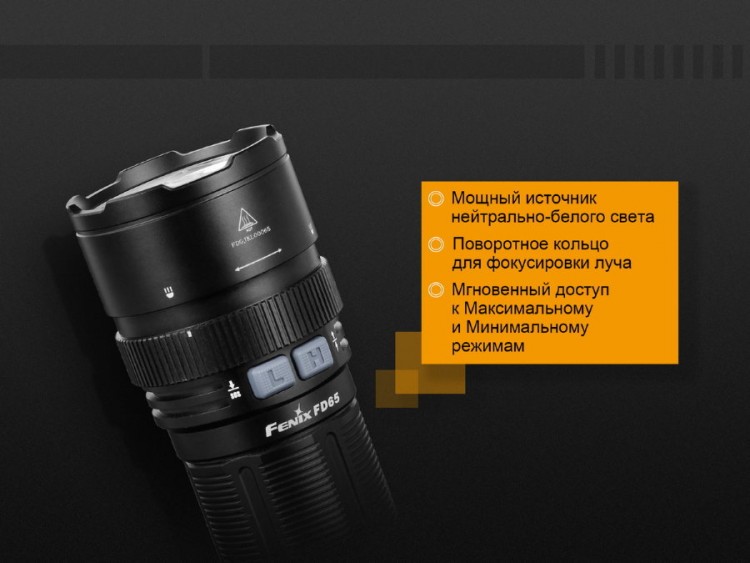 Мощный источник
нейтрально-белого света
Поворотное кольцо
для фокусировки луча
Мгновенный доступ
к Максимальному
и Минимальному
режимам
L H
FENIX FD65